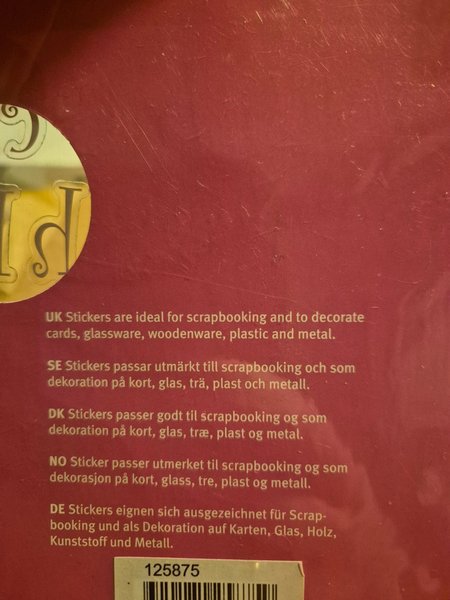 UK Stickers are ideal for scrapbooking and to decorate
cards, glassware, woodenware, plastic and metal.
SE Stickers passar utmärkt till scrapbooking och som
dekoration på kort, glas, trä, plast och metall.
DK Stickers passer godt til scrapbooking og som
dekoration på kort, glas, træ, plast og metal.
NO Sticker passer utmerket til scrapbooking og som
dekorasjon på kort, glass, tre, plast og metall.
DE Stickers eignen sich ausgezeichnet für Scrap-
booking und als Dekoration auf Karten, Glas, Holz,
Kunststoff und Metall.
125875